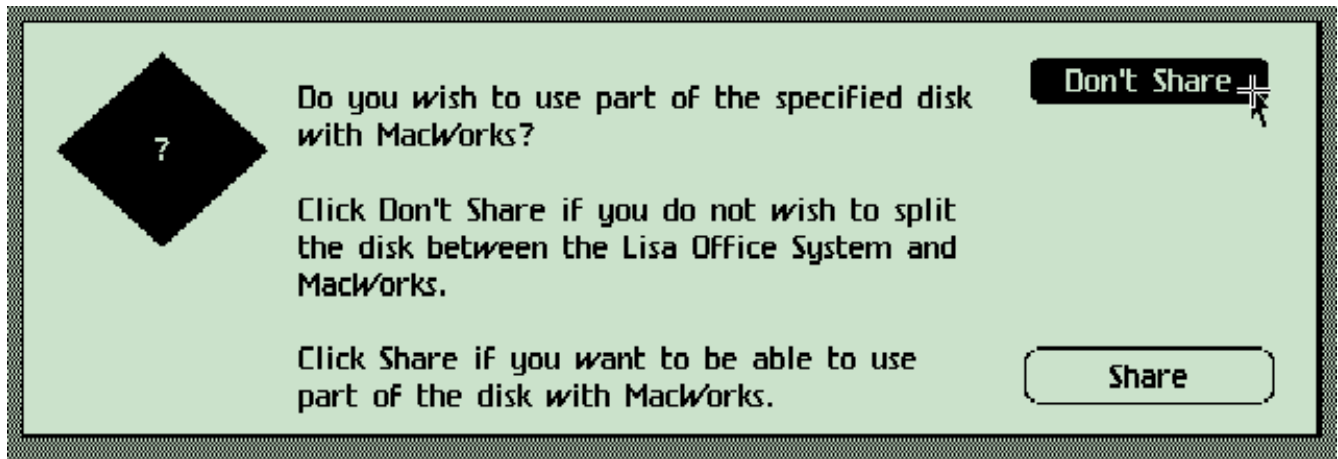 ?
Do you wish to use part of the specified disk
with MacWorks?
Don't Share
Click Don't Share if you do not wish to split
the disk between the Lisa Office System and
MacWorks.
Click Share if you want to be able to use
part of the disk with MacWorks.
Share